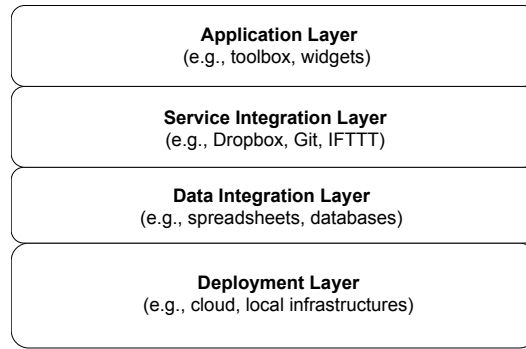 Application Layer
(e.g., toolbox, widgets)
Service Integration Layer
(e.g., Dropbox, Git, IFTTT)
Data Integration Layer
(e.g., spreadsheets, databases)
Deployment Layer
(e.g., cloud, local infrastructures)